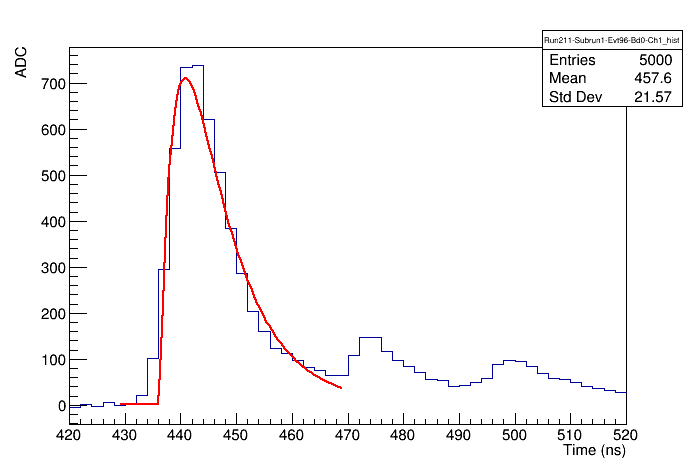 Run211-Subrun1-Evt96-Bd0-Ch1_hist
Entries 5000
Mean 457.6
Std Dev 21.57
ADC
700
600
500
400
300
200
100
0
420 430 440 450 460 470 480 490 500 510 520
Time (ns)